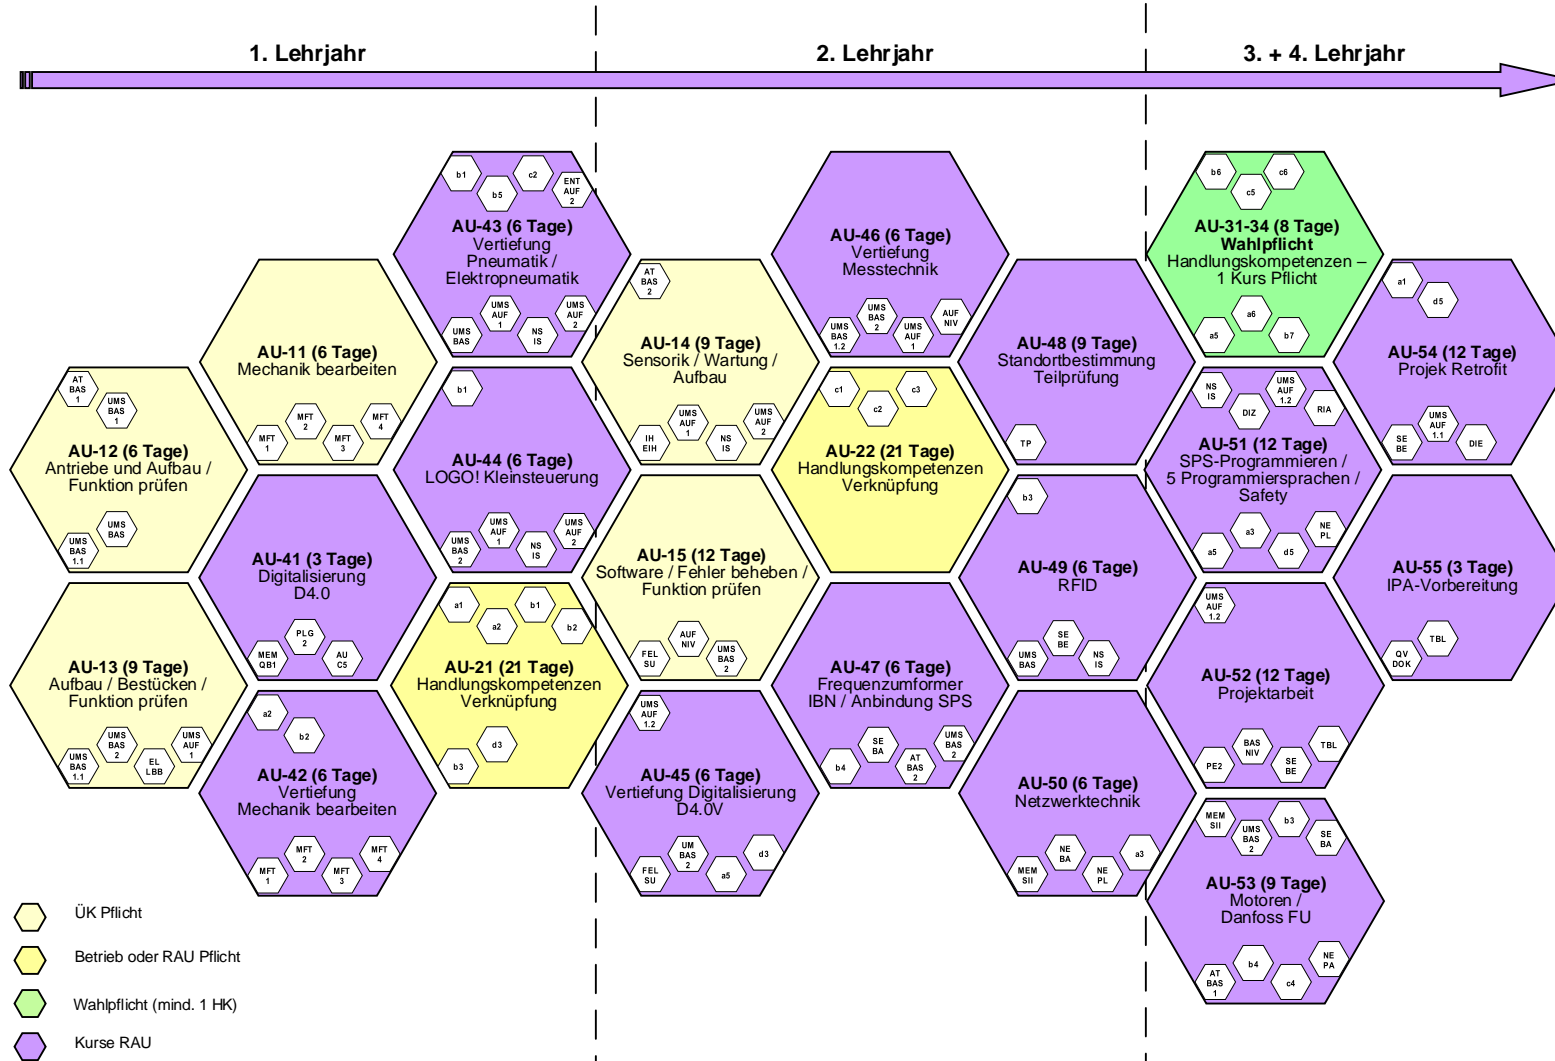 1. Lehrjahr
2. Lehrjahr
3. + 4. Lehrjahr
AT
BAS
1
UMS
BAS
1
AU-12 (6 Tage)
Antriebe und Aufbau /
Funktion prüfen
UMS
BAS
1.1
UMS
BAS
AU-13 (9 Tage)
Aufbau / Bestücken /
Funktion prüfen
UMS
BAS
1.1
UMS
BAS
2
EL
LBB
UMS
AUF
1
AU-11 (6 Tage)
Mechanik bearbeiten
MFT
1
MFT
2
MFT
3
MFT
4
AU-41 (3 Tage)
Digitalisierung
D4.0
MEM
QB1
PLG
2
AU
C5
a2
b2
AU-42 (6 Tage)
Vertiefung
Mechanik bearbeiten
MFT
1
MFT
2
MFT
3
MFT
4
b1
b5
c2
ENT
AUF
2
AU-43 (6 Tage)
Vertiefung
Pneumatik /
Elektropneumatik
UMS
BAS
UMS
AUF
1
NS
IS
UMS
AUF
2
b1
AU-44 (6 Tage)
LOGO! Kleinsteuerung
UMS
BAS
2
UMS
AUF
1
NS
IS
UMS
AUF
2
a1
a2
b1
b2
AU-21 (21 Tage)
Handlungskompetenzen
Verknüpfung
b3
d3
AT
BAS
2
AU-14 (9 Tage)
Sensorik / Wartung /
Aufbau
IH
EIH
UMS
AUF
1
NS
IS
UMS
AUF
2
AU-15 (12 Tage)
Software / Fehler beheben /
Funktion prüfen
FEL
SU
AUF
NIV
UMS
BAS
2
UMS
AUF
1.2
AU-45 (6 Tage)
Vertiefung Digitalisierung
D4.0V
FEL
SU
UM
BAS
2
a5
d3
AU-46 (6 Tage)
Vertiefung
Messtechnik
UMS
BAS
1.2
UMS
BAS
2
UMS
AUF
1
AUF
NIV
c1
c2
c3
AU-22 (21 Tage)
Handlungskompetenzen
Verknüpfung
AU-47 (6 Tage)
Frequenzumformer
IBN / Anbindung SPS
b4
SE
BA
AT
BAS
2
UMS
BAS
2
AU-48 (9 Tage)
Standortbestimmung
Teilprüfung
TP
b3
AU-49 (6 Tage)
RFID
UMS
BAS
SE
BE
NS
IS
AU-50 (6 Tage)
Netzwerktechnik
MEM
SII
NE
BA
NE
PL
a3
b6
c5
c6
AU-31-34 (8 Tage)
Wahlpflicht
Handlungskompetenzen –
1 Kurs Pflicht
a5
a6
b7
NS
IS
DIZ
UMS
AUF
1.2
RIA
AU-51 (12 Tage)
SPS-Programmieren /
5 Programmiersprachen /
Safety
a5
a3
d5
NE
PL
UMS
AUF
1.2
AU-52 (12 Tage)
Projektarbeit
PE2
BAS
NIV
SE
BE
TBL
MEM
SII
UMS
BAS
2
b3
SE
BA
AU-53 (9 Tage)
Motoren /
Danfoss FU
AT
BAS
1
b4
c4
NE
PA
a1
d5
AU-54 (12 Tage)
Projek Retrofit
SE
BE
UMS
AUF
1.1
DIE
AU-55 (3 Tage)
IPA-Vorbereitung
QV
DOK
TBL
ÜK Pflicht
Betrieb oder RAU Pflicht
Wahlpflicht (mind. 1 HK)
Kurse RAU